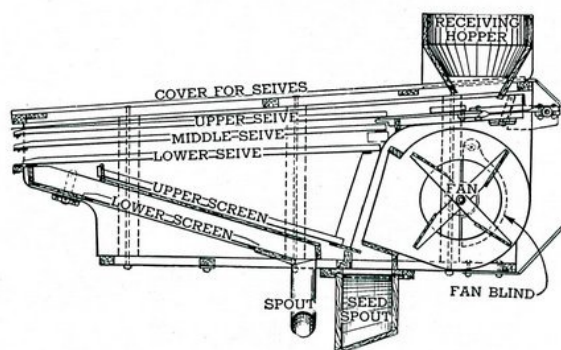 RECEIVING
HOPPER
COVER FOR SEIVES
UPPER SEIVE
MIDDLE SEIVE
LOWER SEIVE
UPPER SCREEN
LOWER SCREEN
FAN
SPOUT
SEED
SPOUT
FAN BLIND